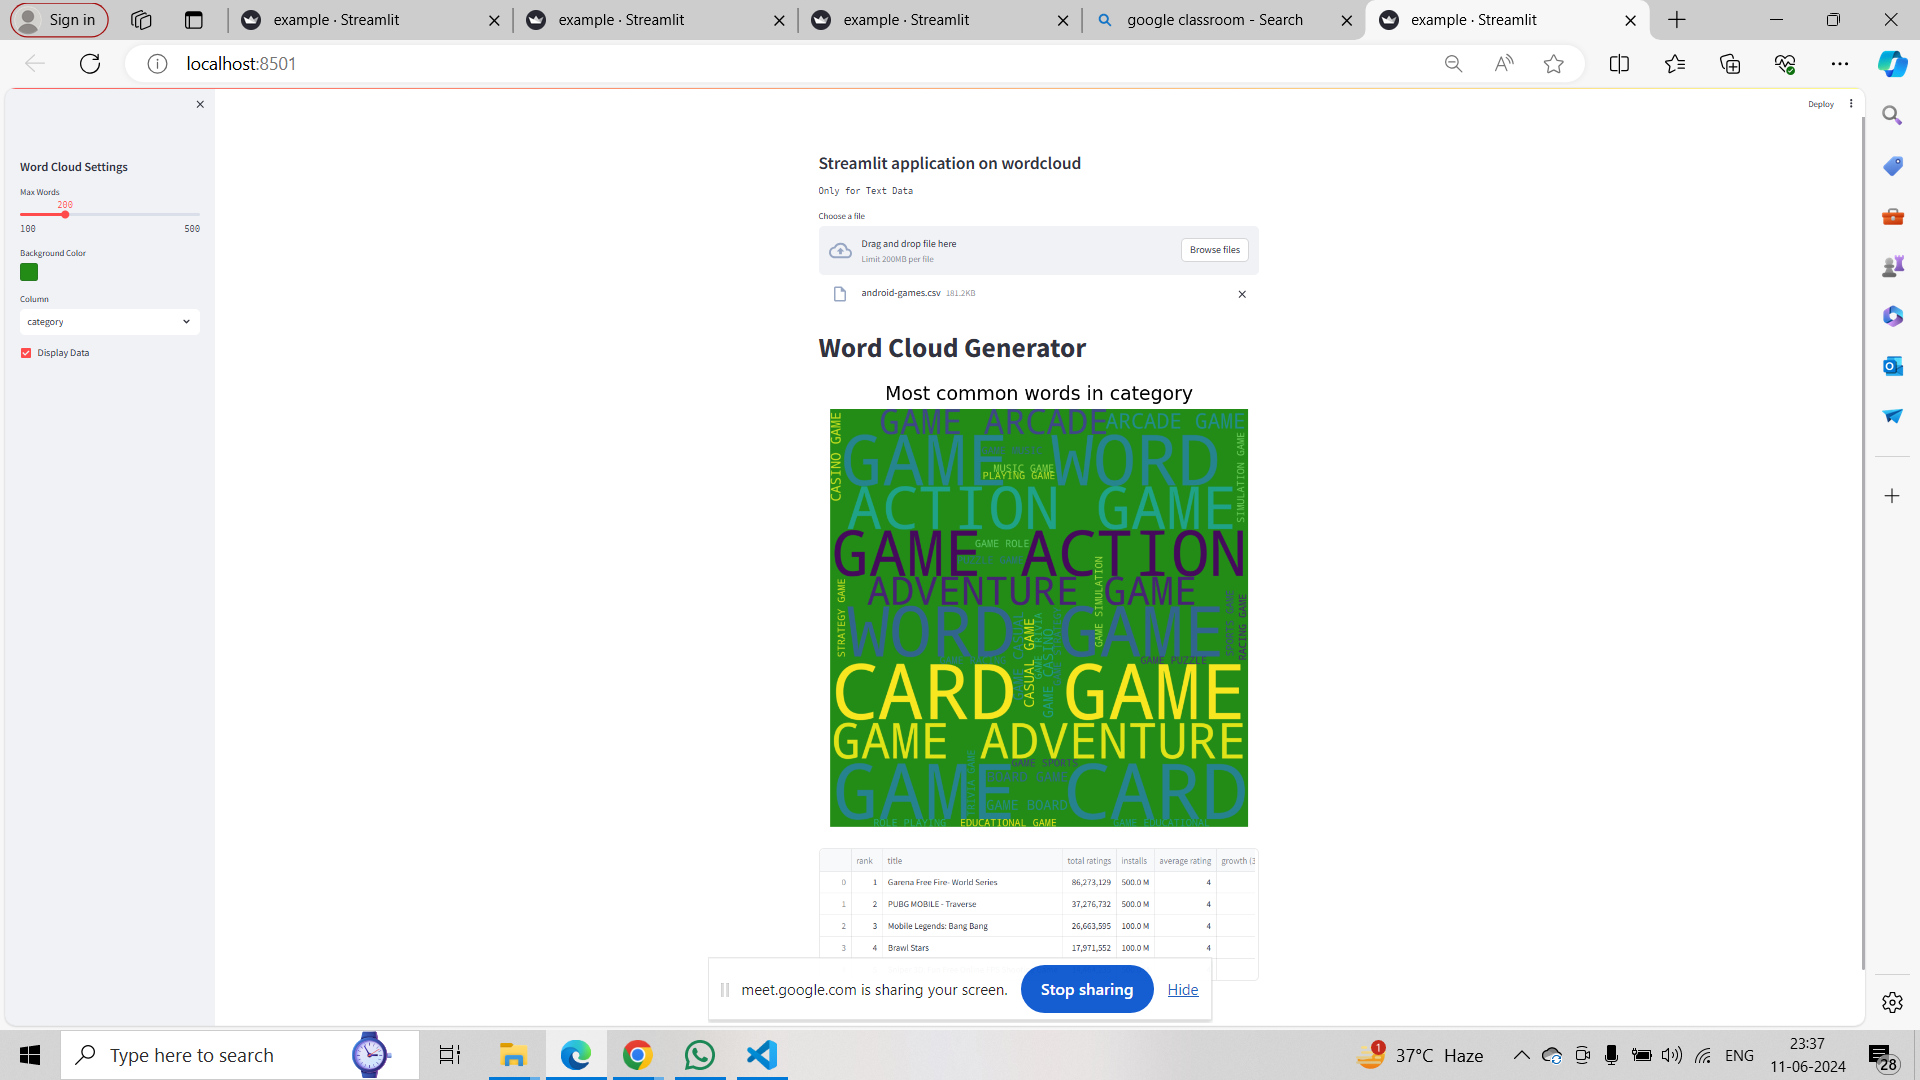 Sign in
example · Streamlit
example · Streamlit
example · Streamlit
google classroom - Search
example · Streamlit
localhost:8501
Deploy
Word Cloud Settings
Max Words
200
100 500
Background Color
Column
category
Display Data
Streamlit application on wordcloud
Only for Text Data
Choose a file
Drag and drop file here
Limit 200MB per file
Browse files
android-games.csv 181.2KB
Word Cloud Generator
Most common words in category
GAME ARCADE
ARCADE GAME
CASINO GAME
GAME WORD
MUSIC GAME
PLAYING GAME
SIMULATION GAME
ACTION GAME
GAME ACTION
GAME ROLE
ADVENTURE GAME
GAME SIMULATION
STRATEGY GAME
WORD GAME
SPORTS GAME
RACING GAME
GAME CASUAL
CASUAL GAME
GAME TRIVIA
GAME CASINO
GAME PUZZLE
CARD GAME
GAME ADVENTURE
GAME SPORTS
TRIVIA GAME
BOARD GAME
GAME CARD
GAME BOARD
ROLE PLAYING
EDUCATIONAL GAME
GAME EDUCATIONAL
rank title total ratings installs average rating growth (3
0 1 Garena Free Fire- World Series 86,273,129 500.0 M 4
1 2 PUBG MOBILE - Traverse 37,276,732 500.0 M 4
2 3 Mobile Legends: Bang Bang 26,663,595 100.0 M 4
3 4 Brawl Stars 17,971,552 100.0 M 4
meet.google.com is sharing your screen.
Stop sharing
Hide
Type here to search
1
37°C Haze
ENG
23:37
11-06-2024
28